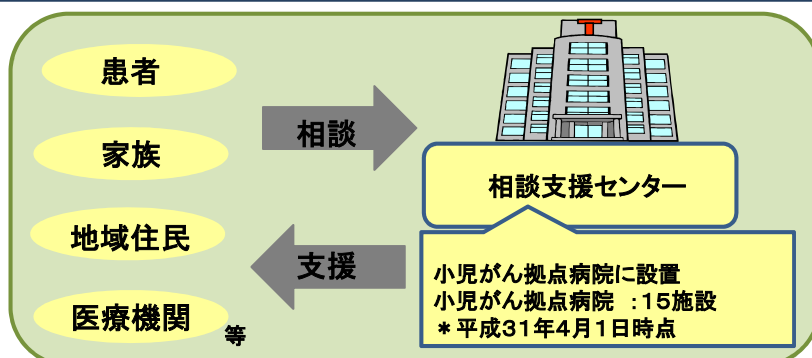 患者
家族
地域住民
医療機関
等
相談
支援
相談支援センター
小児がん拠点病院に設置
小児がん拠点病院 :15施設
*平成31年4月1日時点